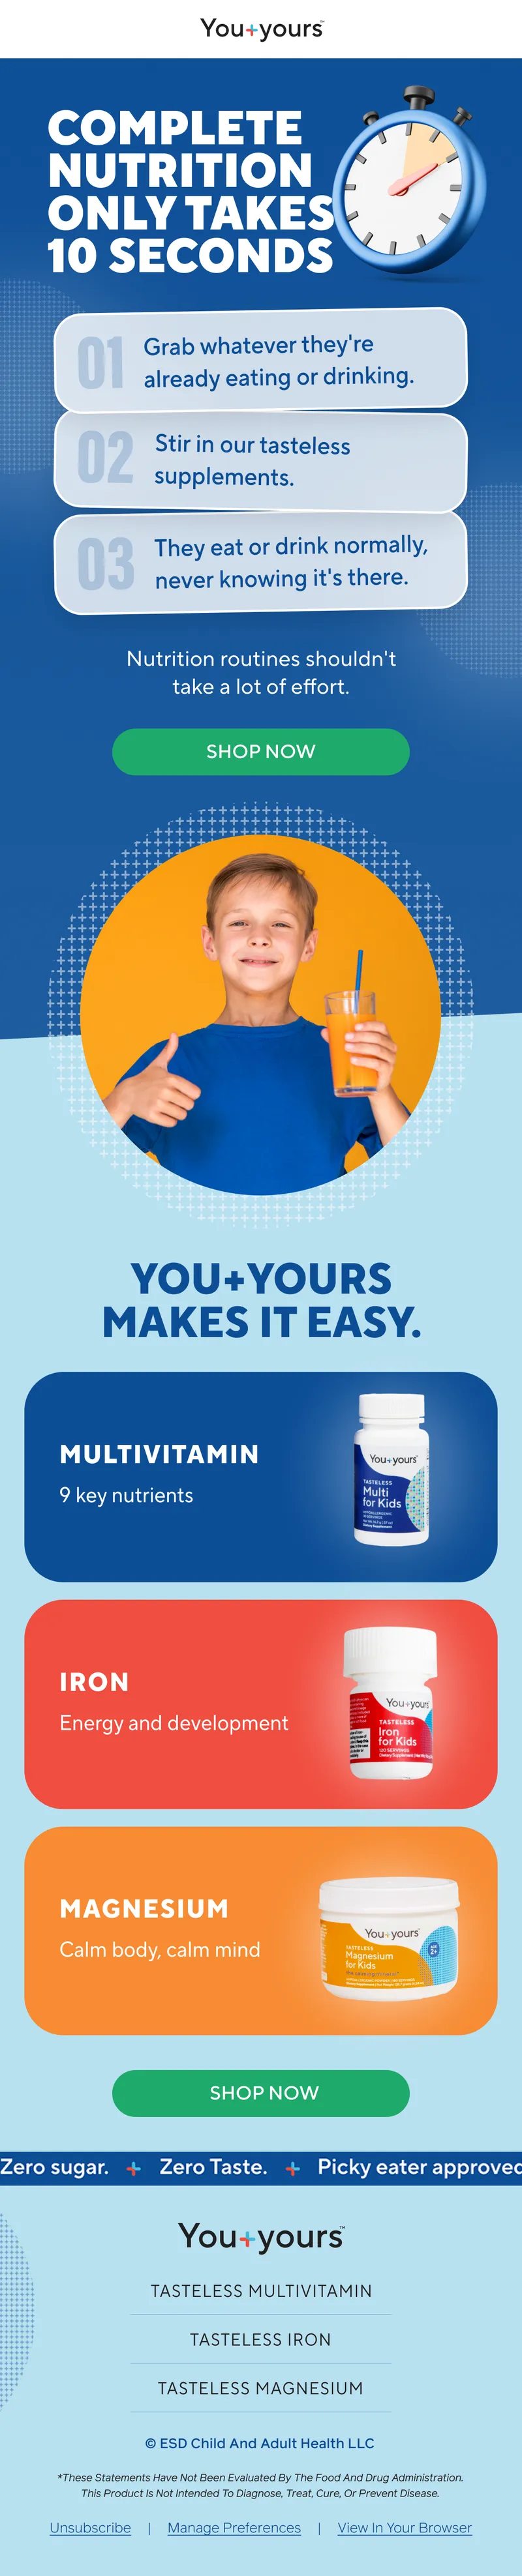 You+yours™
COMPLETE
NUTRITION
ONLY TAKES
10 SECONDS
01
Grab whatever they're
already eating or drinking.
02
Stir in our tasteless
supplements.
03
They eat or drink normally,
never knowing it's there.
Nutrition routines shouldn't
take a lot of effort.
SHOP NOW
YOU+YOURS
MAKES IT EASY.
MULTIVITAMIN
9 key nutrients
You+yours
TASTELESS
Multi
for Kids
Dietary Supplement
IRON
Energy and development
You+yours
TASTELESS
Iron
for Kids
120 SERVINGS
MAGNESIUM
Calm body, calm mind
You+yours
TASTELESS
Magnesium
for Kids
SHOP NOW
Zero sugar. + Zero Taste. + Picky eater approved
You+yours™
TASTELESS MULTIVITAMIN
TASTELESS IRON
TASTELESS MAGNESIUM
© ESD Child And Adult Health LLC
*These Statements Have Not Been Evaluated By The Food And Drug Administration.
This Product Is Not Intended To Diagnose, Treat, Cure, Or Prevent Disease.
Unsubscribe | Manage Preferences | View In Your Browser